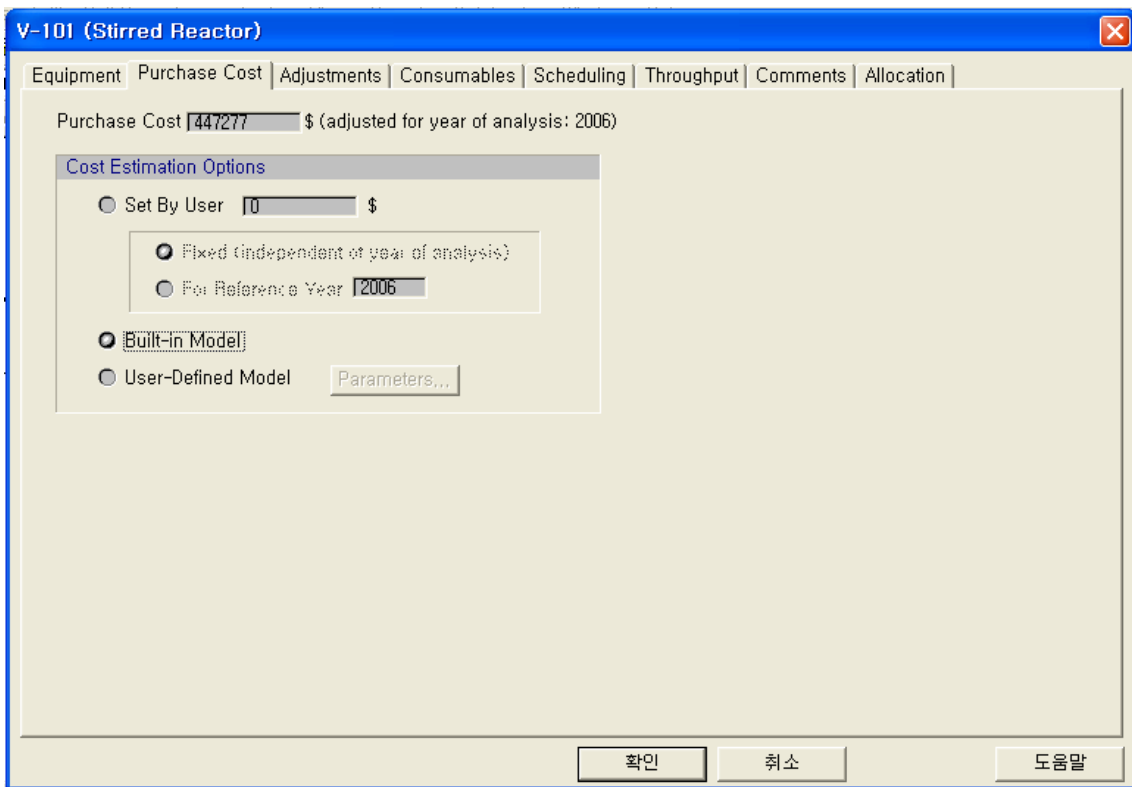 V-101 (Stirred Reactor)
Equipment Purchase Cost Adjustments Consumables Scheduling Throughput Comments Allocation
Purchase Cost 447277 $ (adjusted for year of analysis: 2006)
Cost Estimation Options
Set By User 0 $
Fixed (independent of year of analysis)
For Reference Year 2006
Built-in Model
User-Defined Model Parameters...
확인 취소 도움말